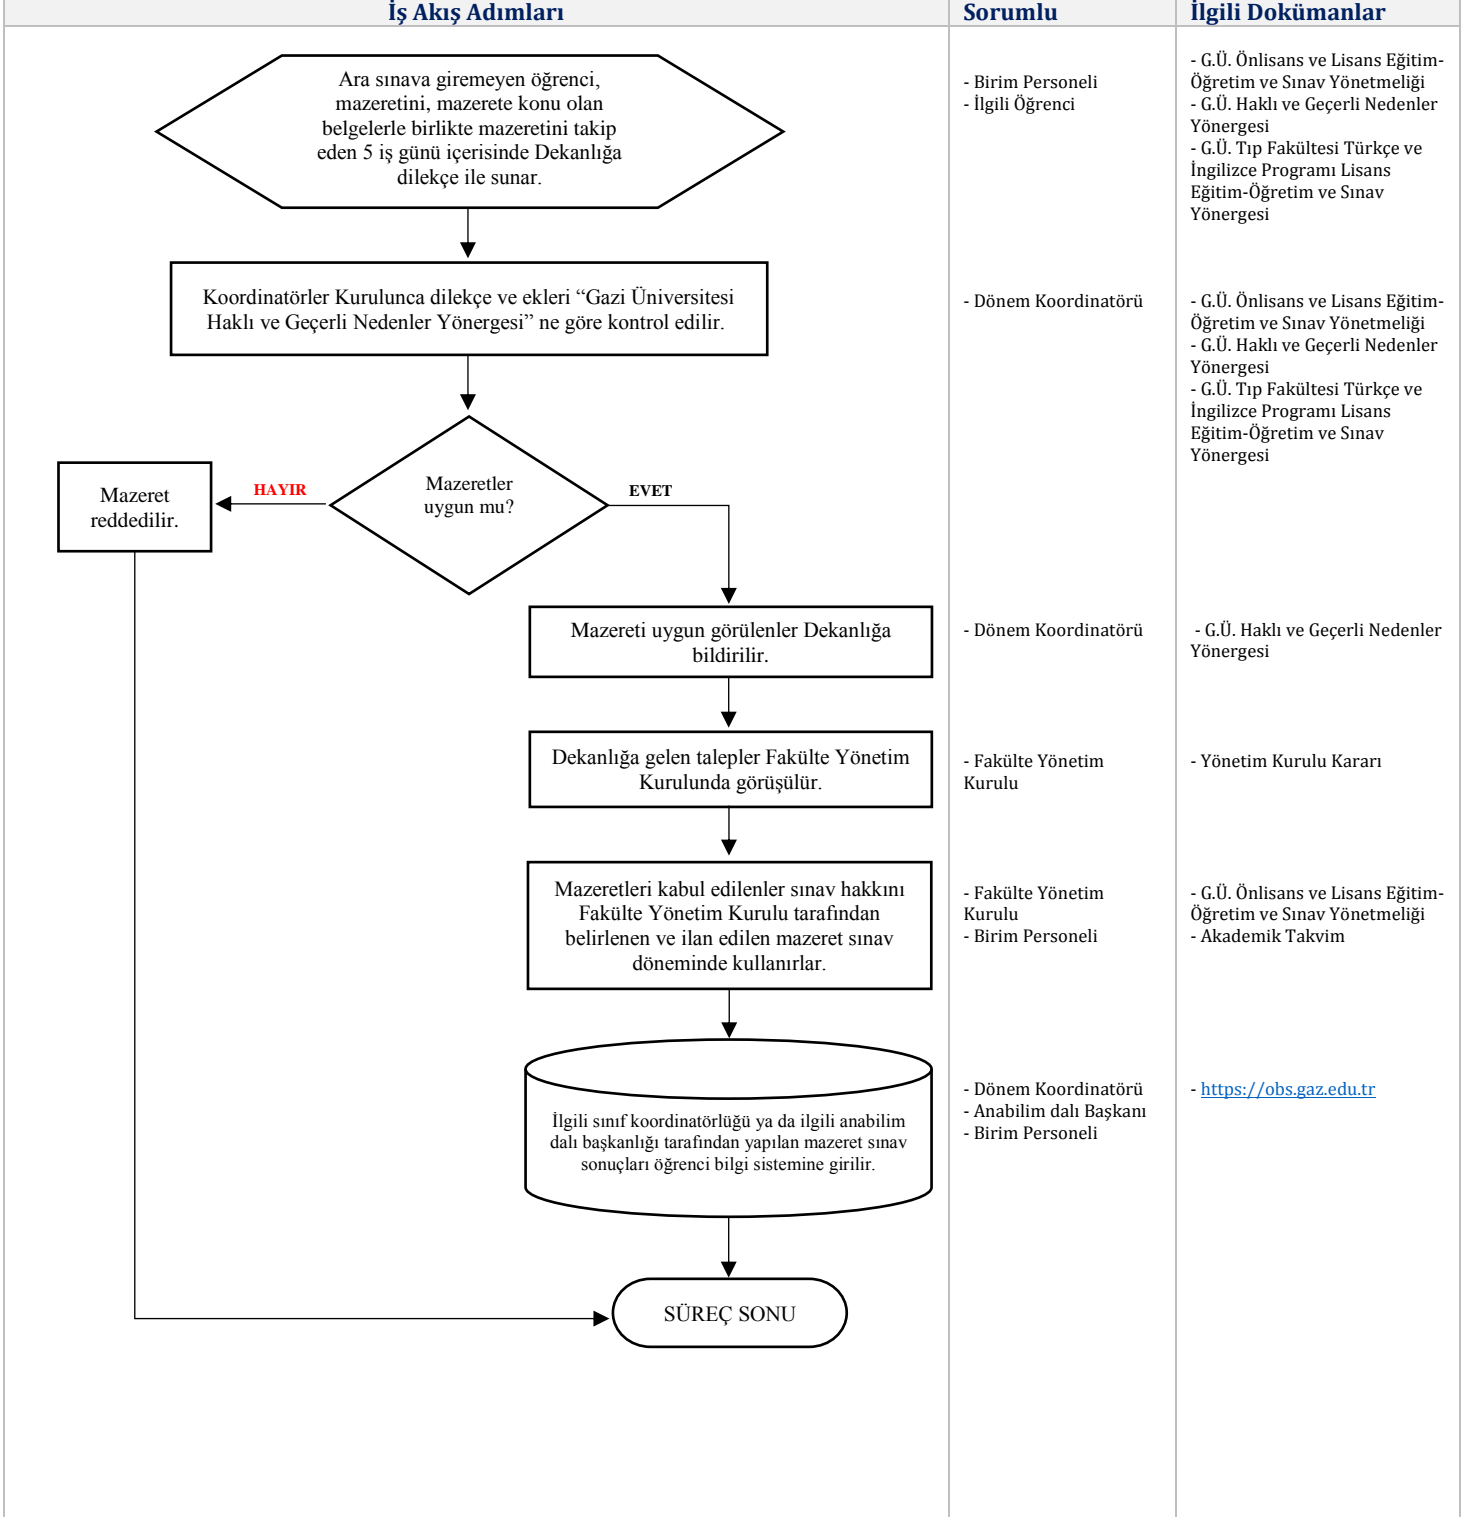 İş Akış Adımları
Sorumlu
İlgili Dokümanlar
Ara sınava giremeyen öğrenci,
mazeretini, mazerete konu olan
belgelerle birlikte mazeretini takip
eden 5 iş günü içerisinde Dekanlığa
dilekçe ile sunar.
- Birim Personeli
- İlgili Öğrenci
- G.Ü. Önlisans ve Lisans Eğitim-
Öğretim ve Sınav Yönetmeliği
- G.Ü. Haklı ve Geçerli Nedenler
Yönergesi
- G.Ü. Tıp Fakültesi Türkçe ve
İngilizce Programı Lisans
Eğitim-Öğretim ve Sınav
Yönergesi
Koordinatörler Kurulunca dilekçe ve ekleri “Gazi Üniversitesi
Haklı ve Geçerli Nedenler Yönergesi” ne göre kontrol edilir.
- Dönem Koordinatörü
- G.Ü. Önlisans ve Lisans Eğitim-
Öğretim ve Sınav Yönetmeliği
- G.Ü. Haklı ve Geçerli Nedenler
Yönergesi
- G.Ü. Tıp Fakültesi Türkçe ve
İngilizce Programı Lisans
Eğitim-Öğretim ve Sınav
Yönergesi
Mazeretler
uygun mu?
HAYIR
EVET
Mazeret
reddedilir.
Mazereti uygun görülenler Dekanlığa
bildirilir.
- Dönem Koordinatörü
- G.Ü. Haklı ve Geçerli Nedenler
Yönergesi
Dekanlığa gelen talepler Fakülte Yönetim
Kurulunda görüşülür.
- Fakülte Yönetim
Kurulu
- Yönetim Kurulu Kararı
Mazeretleri kabul edilenler sınav hakkını
Fakülte Yönetim Kurulu tarafından
belirlenen ve ilan edilen mazeret sınav
döneminde kullanırlar.
- Fakülte Yönetim
Kurulu
- Birim Personeli
- G.Ü. Önlisans ve Lisans Eğitim-
Öğretim ve Sınav Yönetmeliği
- Akademik Takvim
İlgili sınıf koordinatörlüğü ya da ilgili anabilim
dalı başkanlığı tarafından yapılan mazeret sınav
sonuçları öğrenci bilgi sistemine girilir.
- Dönem Koordinatörü
- Anabilim dalı Başkanı
- Birim Personeli
- https://obs.gaz.edu.tr
SÜREÇ SONU